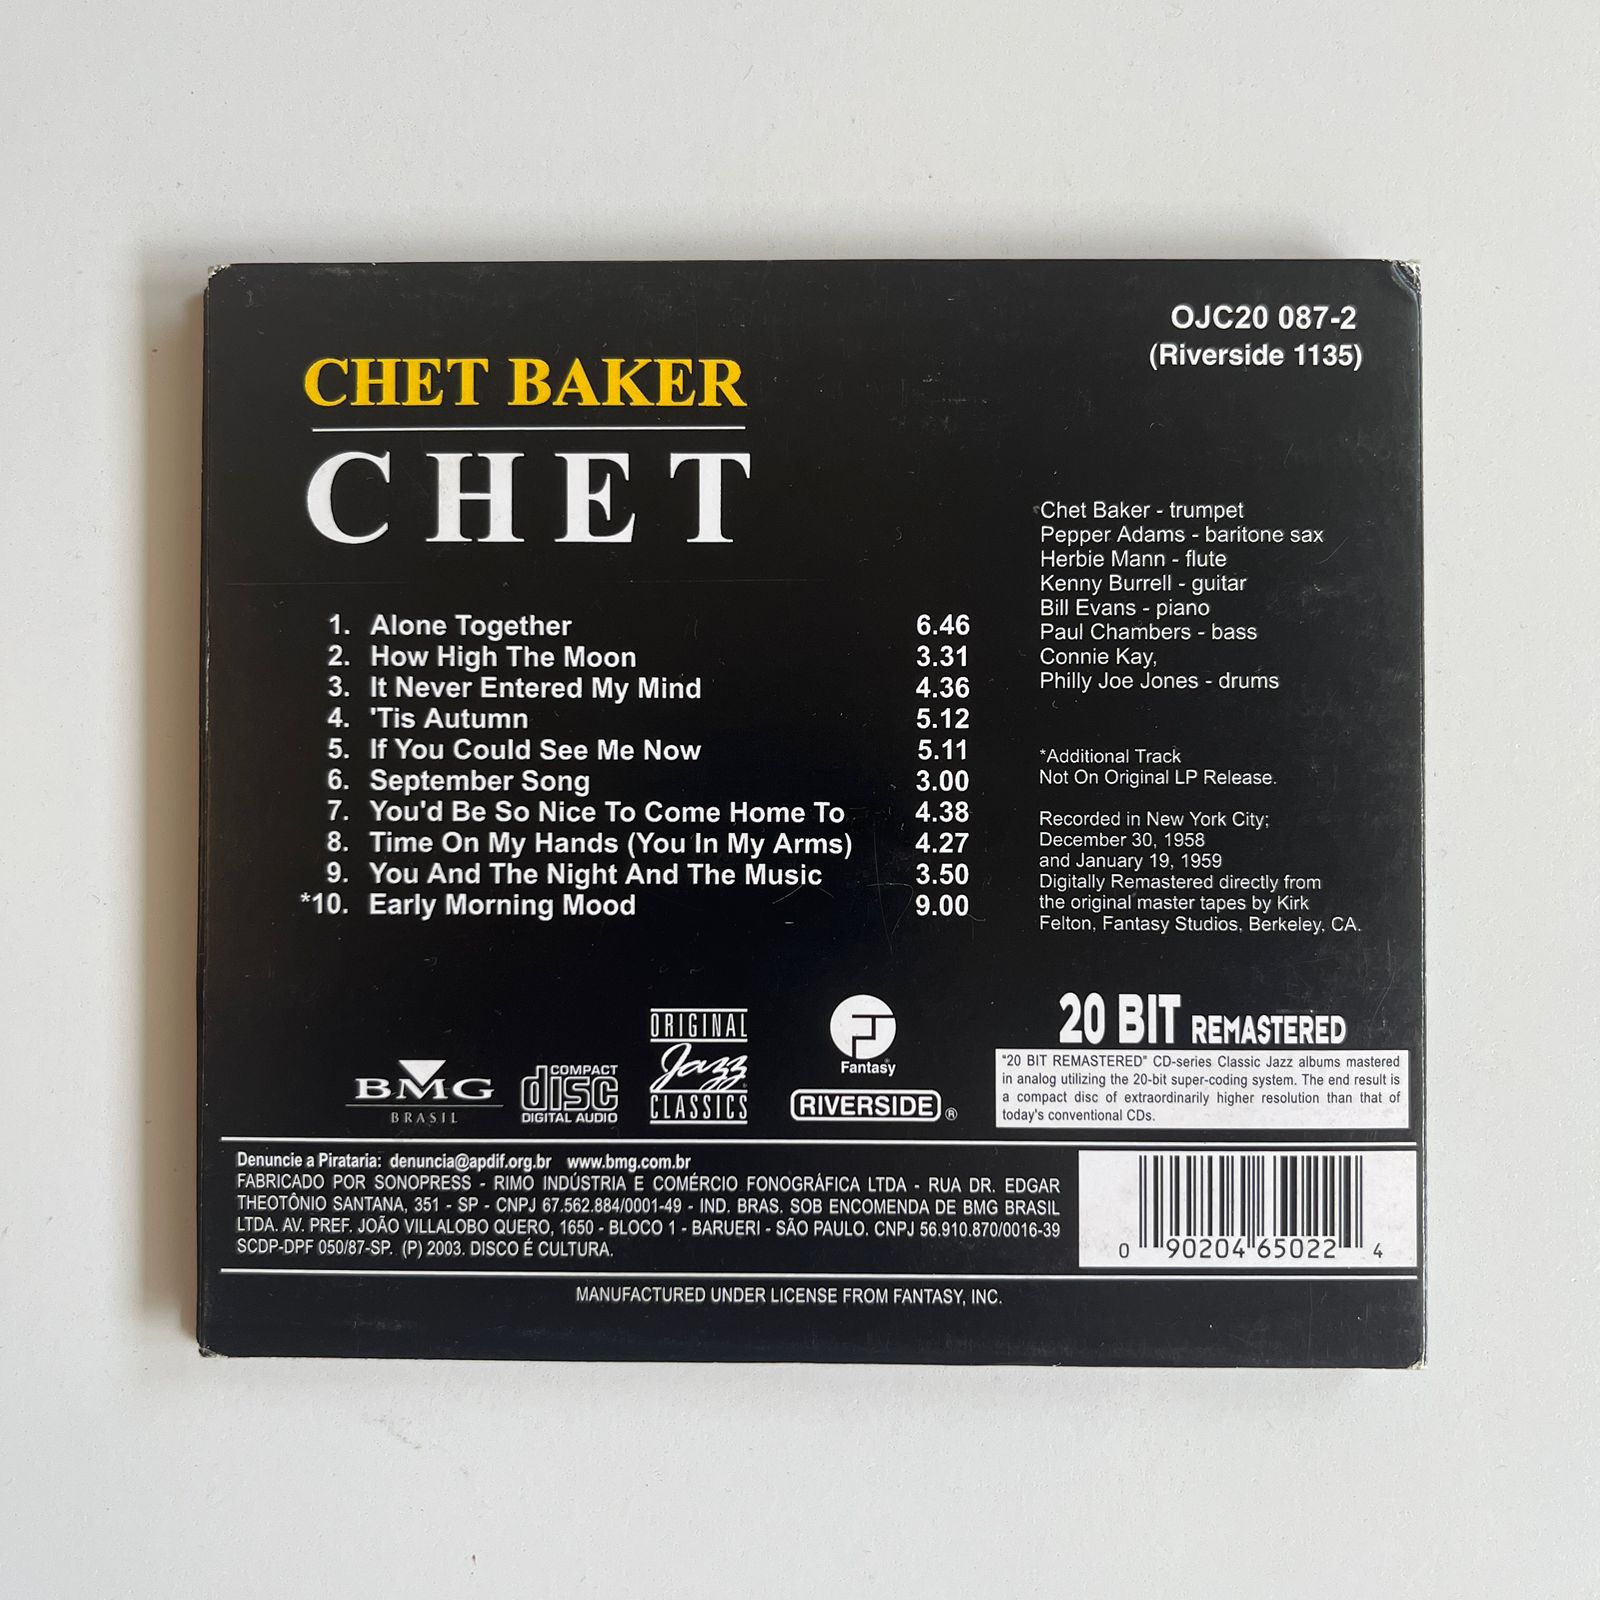 OJC20 087-2
(Riverside 1135)
CHET BAKER
CHET
1. Alone Together 6.46
2. How High The Moon 3.31
3. It Never Entered My Mind 4.36
4. 'Tis Autumn 5.12
5. If You Could See Me Now 5.11
6. September Song 3.00
7. You'd Be So Nice To Come Home To 4.38
8. Time On My Hands (You In My Arms) 4.27
9. You And The Night And The Music 3.50
*10. Early Morning Mood 9.00
Chet Baker - trumpet
Pepper Adams - baritone sax
Herbie Mann - flute
Kenny Burrell - guitar
Bill Evans - piano
Paul Chambers - bass
Connie Kay,
Philly Joe Jones - drums
*Additional Track
Not On Original LP Release.
Recorded in New York City;
December 30, 1958
and January 19, 1959
Digitally Remastered directly from
the original master tapes by Kirk
Felton, Fantasy Studios, Berkeley, CA.
BMG
BRASIL
COMPACT
disc
DIGITAL AUDIO
ORIGINAL
Jazz
CLASSICS
Fantasy
RIVERSIDE ®
20 BIT REMASTERED
"20 BIT REMASTERED" CD-series Classic Jazz albums mastered
in analog utilizing the 20-bit super-coding system. The end result is
a compact disc of extraordinarily higher resolution than that of
today's conventional CDs.
Denuncie a Pirataria: denuncia@apdif.org.br www.bmg.com.br
FABRICADO POR SONOPRESS - RIMO INDÚSTRIA E COMÉRCIO FONOGRÁFICA LTDA - RUA DR. EDGAR
THEOTÔNIO SANTANA, 351 - SP - CNPJ 67.562.884/0001-49 - IND. BRAS. SOB ENCOMENDA DE BMG BRASIL
LTDA. AV. PREF. JOÃO VILLALOBO QUERO, 1650 - BLOCO 1 - BARUERI - SÃO PAULO. CNPJ 56.910.870/0016-39
SCDP-DPF 050/87-SP. (P) 2003. DISCO É CULTURA.
0 90204 65022 4
MANUFACTURED UNDER LICENSE FROM FANTASY, INC.